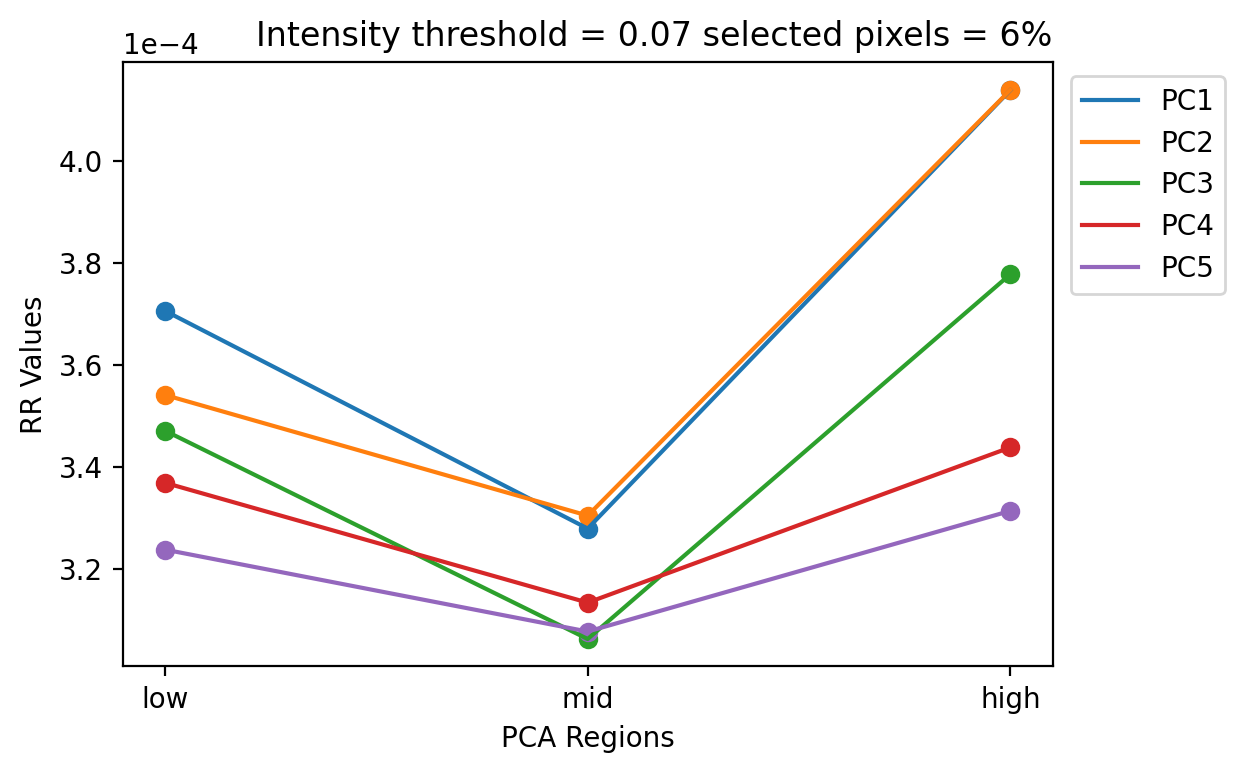 Intensity threshold = 0.07 selected pixels = 6%
1e−4
4.0
3.8
3.6
3.4
3.2
RR Values
low
mid
high
PCA Regions
PC1
PC2
PC3
PC4
PC5